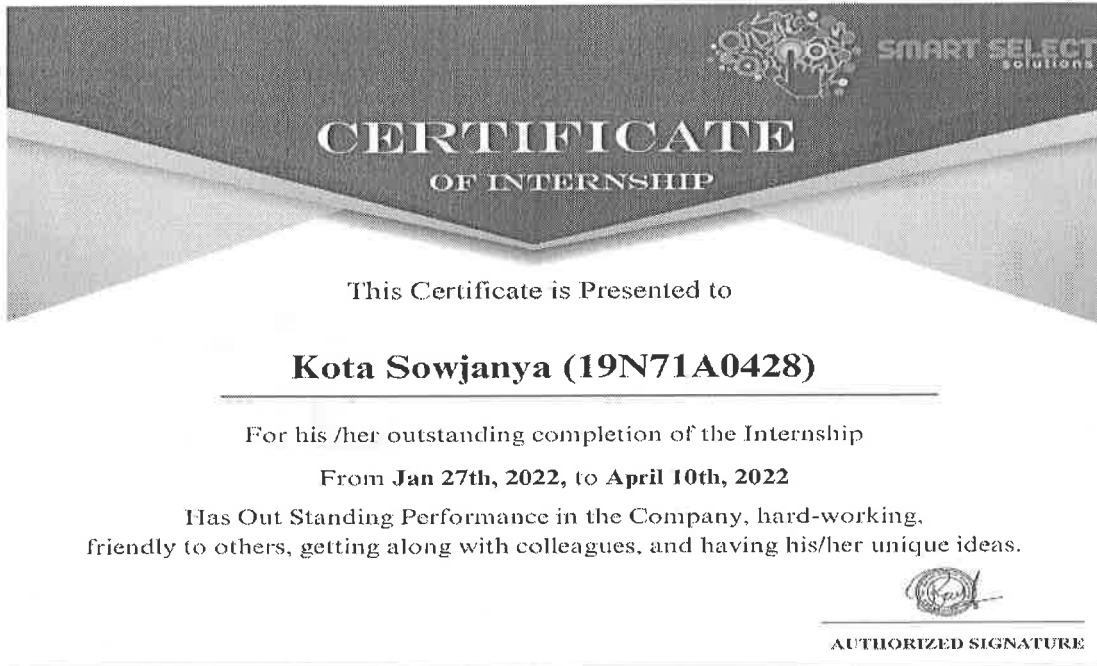 SMART SELECT
solutions
CERTIFICATE
OF INTERNSHIP
This Certificate is Presented to
Kota Sowjanya (19N71A0428)
For his /her outstanding completion of the Internship
From Jan 27th, 2022, to April 10th, 2022
Has Out Standing Performance in the Company, hard-working,
friendly to others, getting along with colleagues, and having his/her unique ideas.
AUTHORIZED SIGNATURE